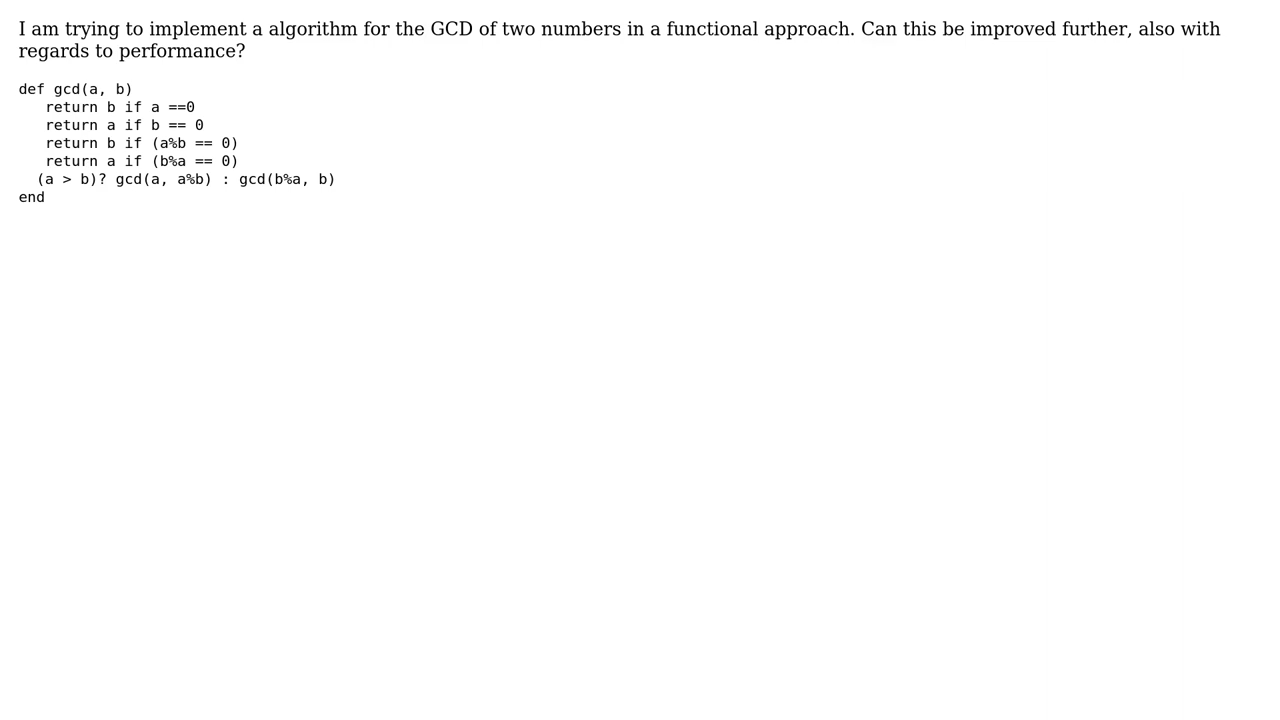 I am trying to implement a algorithm for the GCD of two numbers in a functional approach. Can this be improved further, also with
regards to performance?
def gcd(a, b)
   return b if a ==0
   return a if b == 0
   return b if (a%b == 0)
   return a if (b%a == 0)
  (a > b)? gcd(a, a%b) : gcd(b%a, b)
end